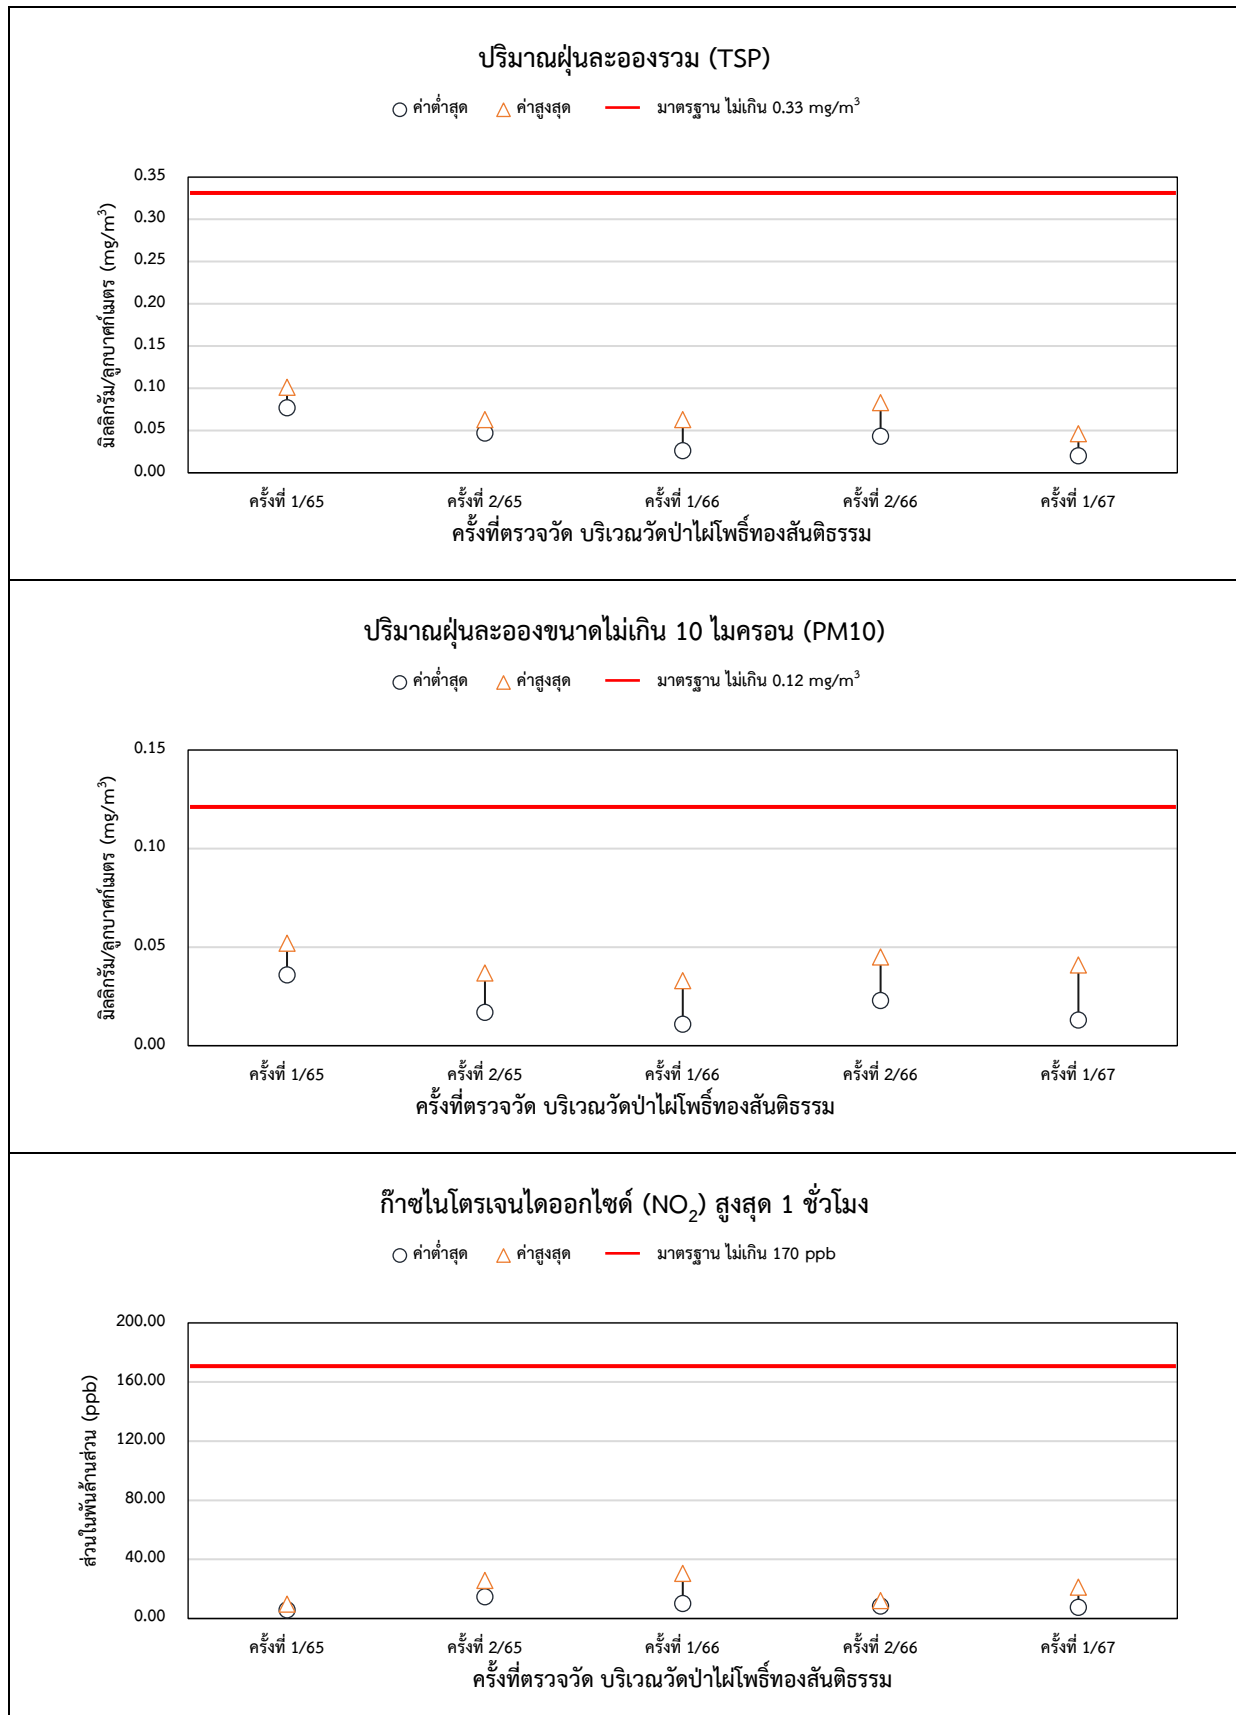 ปริมาณฝุ่นละอองรวม (TSP)
ค่าต่ำสุด ค่าสูงสุด มาตรฐาน ไม่เกิน 0.33 mg/m³
มิลลิกรัม/ลูกบาศก์เมตร (mg/m³)
0.35
0.30
0.25
0.20
0.15
0.10
0.05
0.00
ครั้งที่ 1/65 ครั้งที่ 2/65 ครั้งที่ 1/66 ครั้งที่ 2/66 ครั้งที่ 1/67
ครั้งที่ตรวจวัด บริเวณวัดป่าไผ่โพธิ์ทองสันติธรรม
ปริมาณฝุ่นละอองขนาดไม่เกิน 10 ไมครอน (PM10)
ค่าต่ำสุด ค่าสูงสุด มาตรฐาน ไม่เกิน 0.12 mg/m³
มิลลิกรัม/ลูกบาศก์เมตร (mg/m³)
0.15
0.10
0.05
0.00
ครั้งที่ 1/65 ครั้งที่ 2/65 ครั้งที่ 1/66 ครั้งที่ 2/66 ครั้งที่ 1/67
ครั้งที่ตรวจวัด บริเวณวัดป่าไผ่โพธิ์ทองสันติธรรม
ก๊าซไนโตรเจนไดออกไซด์ (NO₂) สูงสุด 1 ชั่วโมง
ค่าต่ำสุด ค่าสูงสุด มาตรฐาน ไม่เกิน 170 ppb
ส่วนในพันล้านส่วน (ppb)
200.00
160.00
120.00
80.00
40.00
0.00
ครั้งที่ 1/65 ครั้งที่ 2/65 ครั้งที่ 1/66 ครั้งที่ 2/66 ครั้งที่ 1/67
ครั้งที่ตรวจวัด บริเวณวัดป่าไผ่โพธิ์ทองสันติธรรม